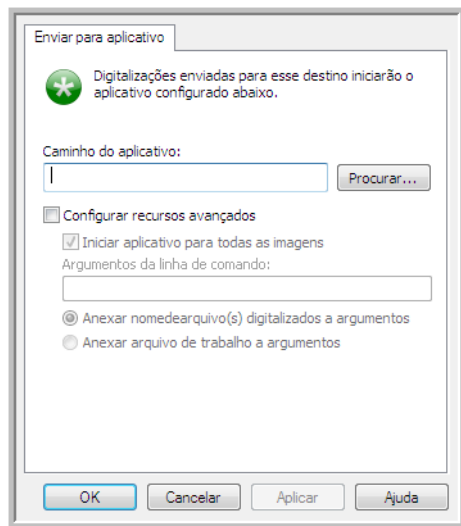 Enviar para aplicativo
Digitalizações enviadas para esse destino iniciarão o
aplicativo configurado abaixo.
Caminho do aplicativo:
Procurar...
Configurar recursos avançados
Iniciar aplicativo para todas as imagens
Argumentos da linha de comando:
Anexar nomedearquivo(s) digitalizados a argumentos
Anexar arquivo de trabalho a argumentos
OK
Cancelar
Aplicar
Ajuda